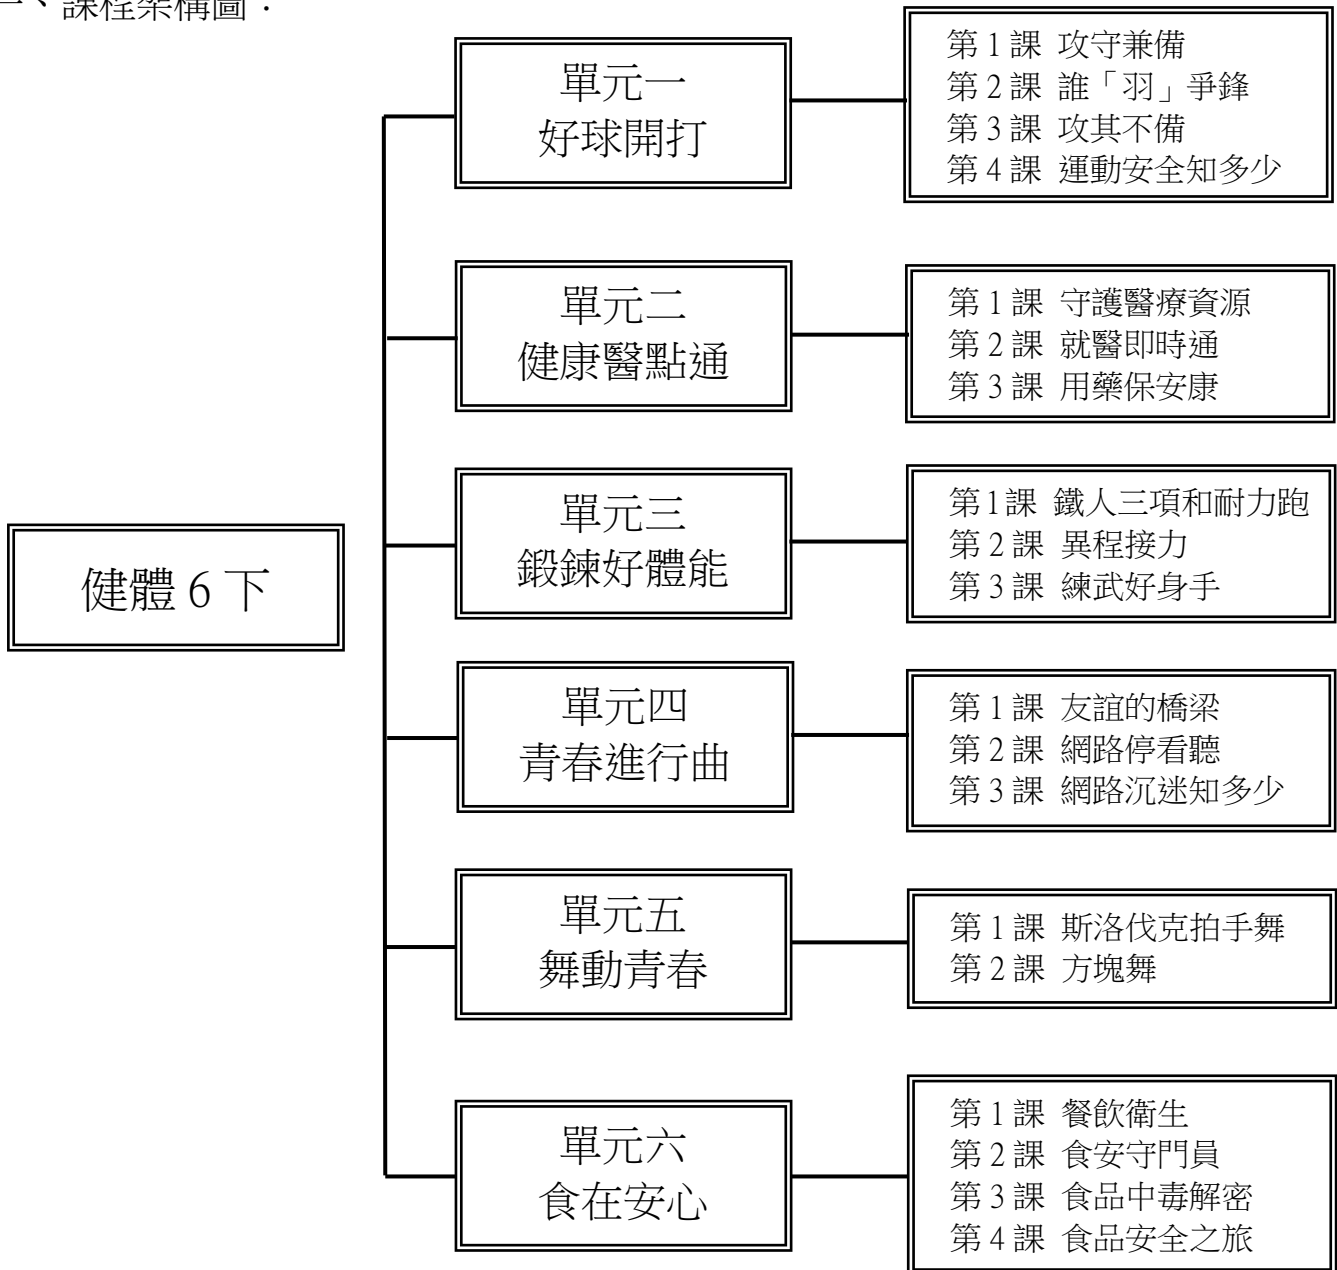 、課程架構圖：
健體 6 下
單元一
好球開打
第 1 課 攻守兼備
第 2 課 誰「羽」爭鋒
第 3 課 攻其不備
第 4 課 運動安全知多少
單元二
健康醫點通
第 1 課 守護醫療資源
第 2 課 就醫即時通
第 3 課 用藥保安康
單元三
鍛鍊好體能
第 1 課 鐵人三項和耐力跑
第 2 課 異程接力
第 3 課 練武好身手
單元四
青春進行曲
第 1 課 友誼的橋梁
第 2 課 網路停看聽
第 3 課 網路沉迷知多少
單元五
舞動青春
第 1 課 斯洛伐克拍手舞
第 2 課 方塊舞
單元六
食在安心
第 1 課 餐飲衛生
第 2 課 食安守門員
第 3 課 食品中毒解密
第 4 課 食品安全之旅